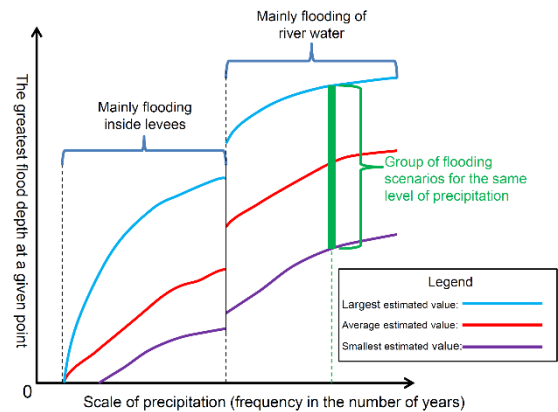 Mainly flooding of
river water
Mainly flooding
inside levees
The greatest flood depth at a given
point
Group of flooding
scenarios for the same
level of precipitation
Legend
Largest estimated value:
Average estimated value:
Smallest estimated value:
0
Scale of precipitation (frequency in the number of years)